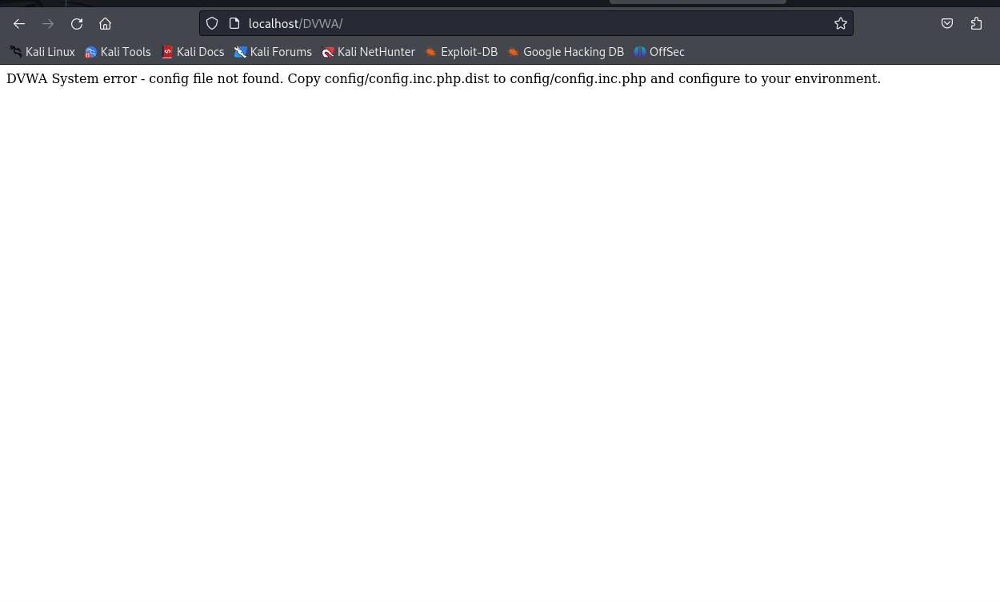 localhost/DVWA/
Kali Linux Kali Tools Kali Docs Kali Forums Kali NetHunter Exploit-DB Google Hacking DB OffSec
DVWA System error - config file not found. Copy config/config.inc.php.dist to config/config.inc.php and configure to your environment.